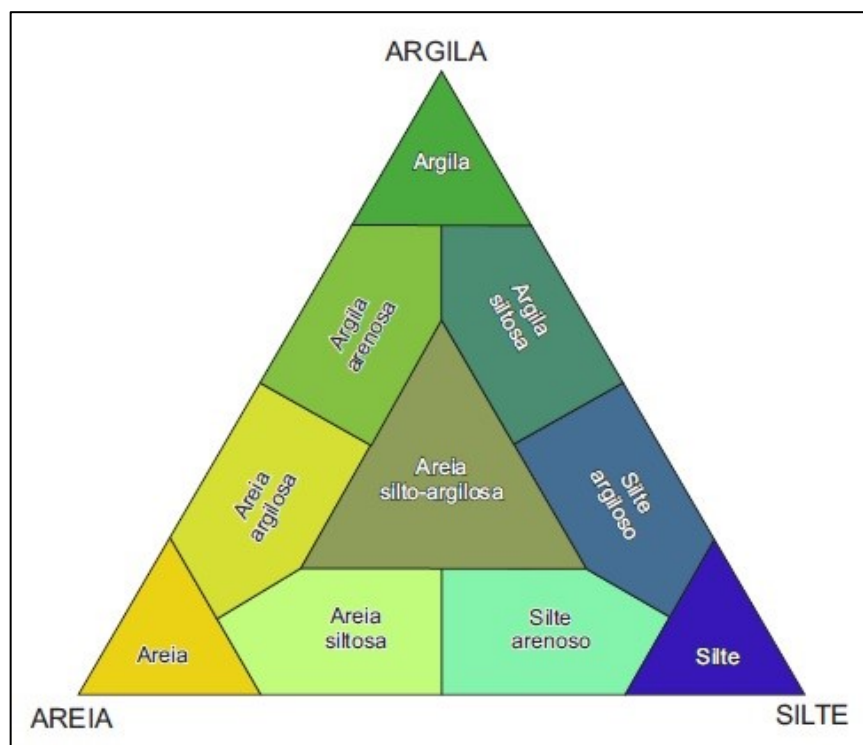 ARGILA
Argila
Argila
arenosa
Argila
siltosa
Areia
argilosa
Areia
silto-argilosa
Silte
argiloso
Areia
Areia
siltosa
Silte
arenoso
Silte
AREIA
SILTE